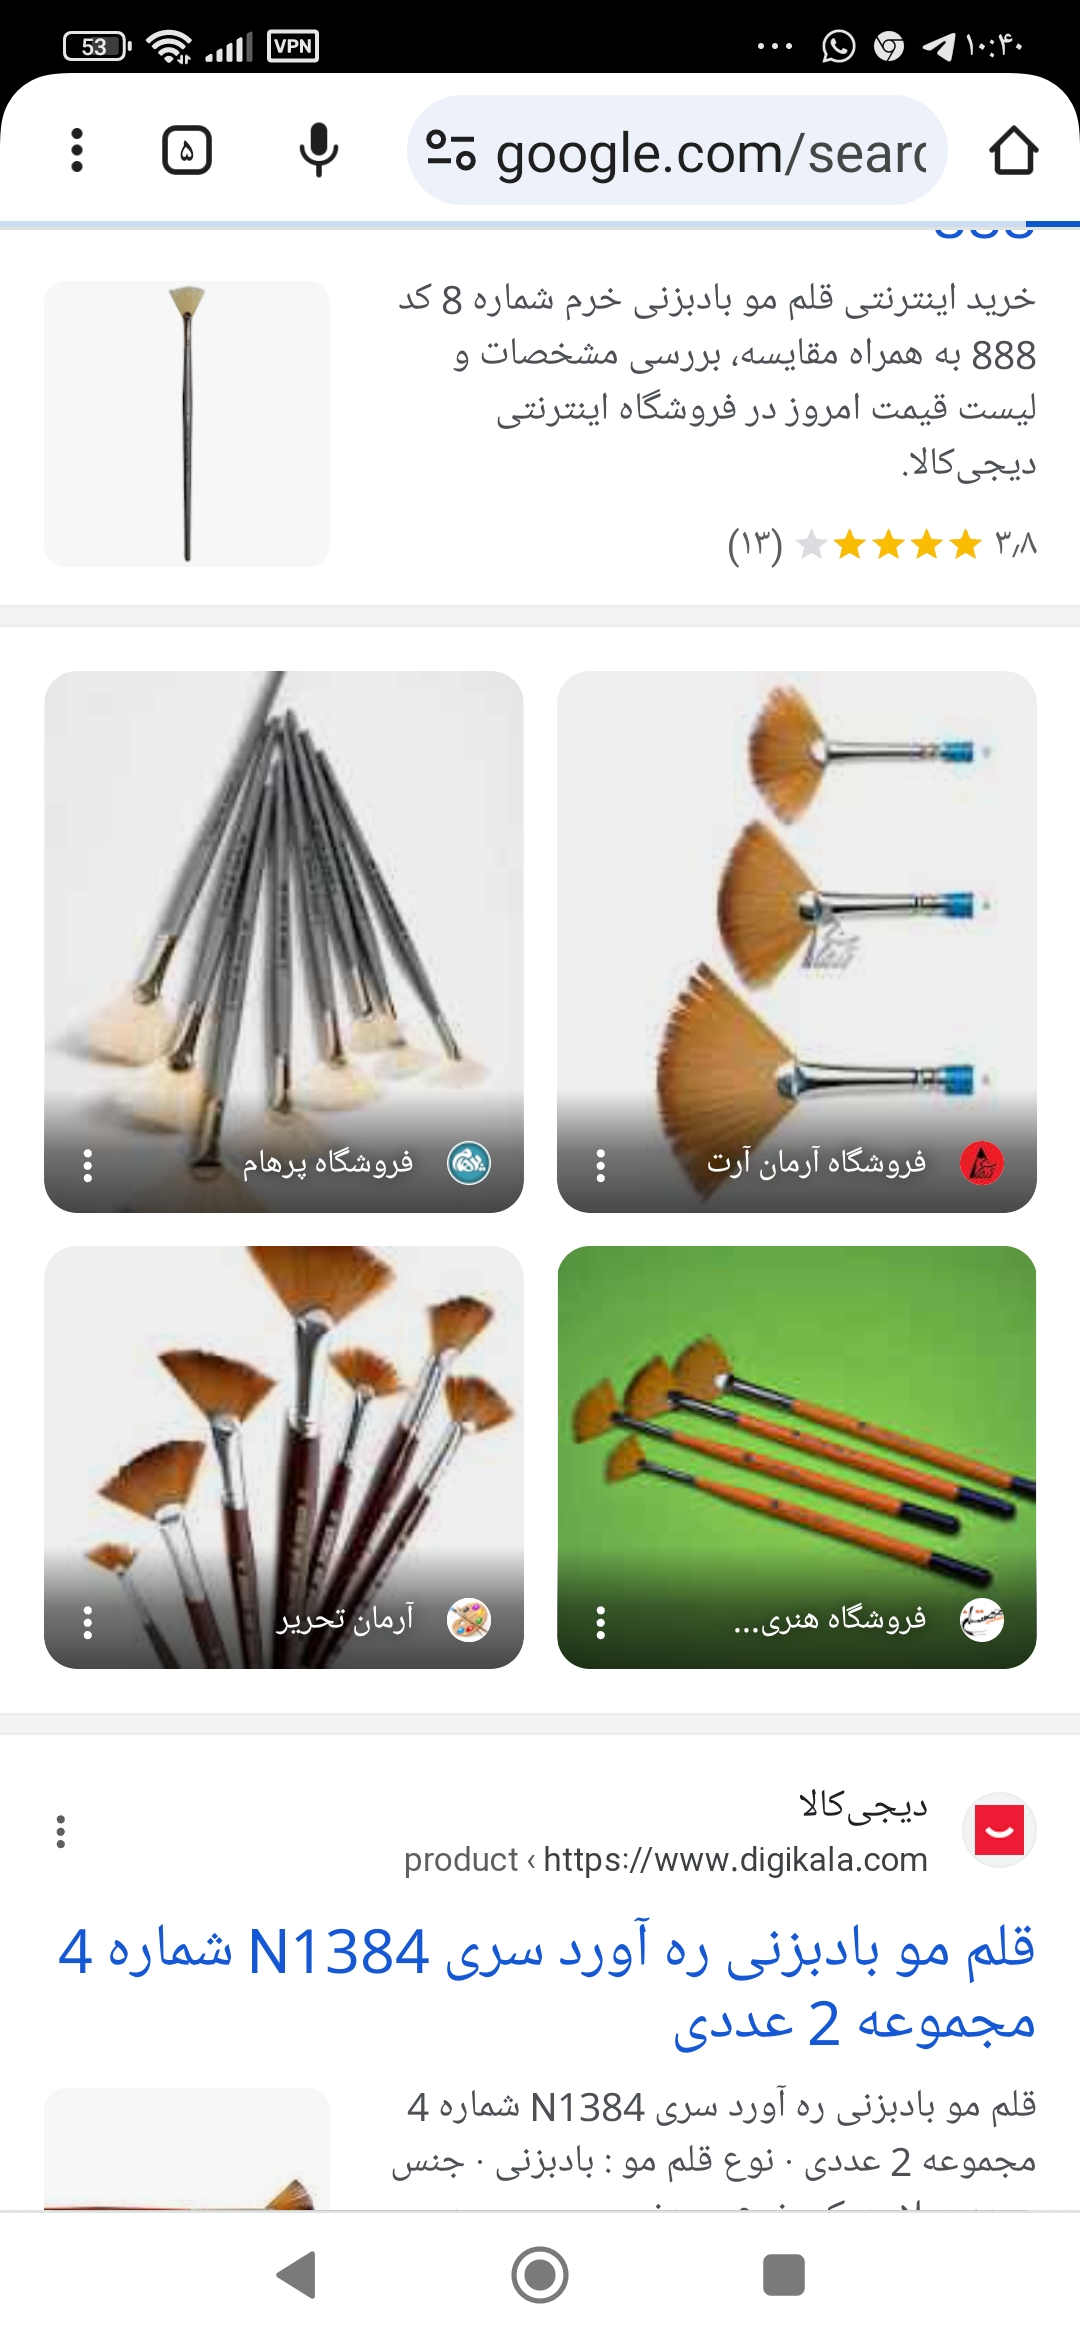 53 VPN ۱۰:۴۰
۵ google.com/sear
888
خرید اینترنتی قلم مو بادبزنی خرم شماره 8 کد
888 به همراه مقایسه، بررسی مشخصات و
لیست قیمت امروز در فروشگاه اینترنتی
دیجی‌کالا.
۳٫۸ (۱۳)
فروشگاه آرمان آرت
فروشگاه پرهام
فروشگاه هنری...
آرمان تحریر
دیجی‌کالا
https://www.digikala.com › product
قلم مو بادبزنی ره آورد سری N1384 شماره 4
مجموعه 2 عددی
قلم مو بادبزنی ره آورد سری N1384 شماره 4
مجموعه 2 عددی · نوع قلم مو : بادبزنی · جنس